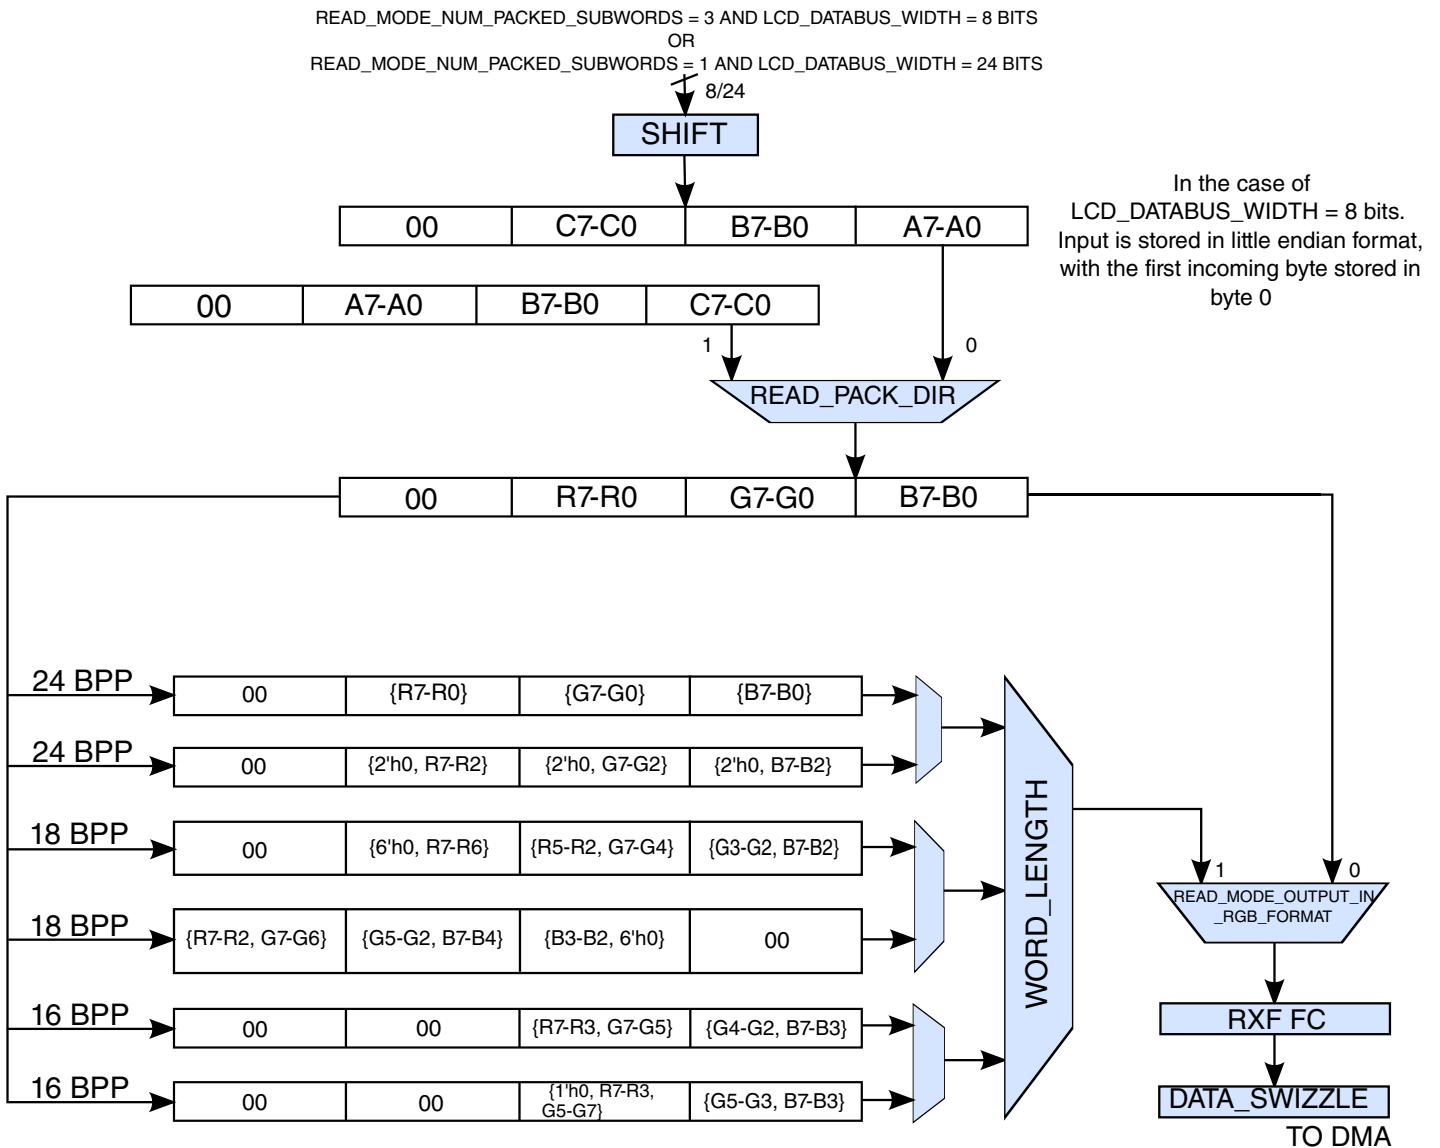 READ_MODE_NUM_PACKED_SUBWORDS = 3 AND LCD_DATABUS_WIDTH = 8 BITS
OR
READ_MODE_NUM_PACKED_SUBWORDS = 1 AND LCD_DATABUS_WIDTH = 24 BITS
8/24
SHIFT
In the case of
LCD_DATABUS_WIDTH = 8 bits.
Input is stored in little endian format,
with the first incoming byte stored in
byte 0
00 C7-C0 B7-B0 A7-A0
00 A7-A0 B7-B0 C7-C0
1 0
READ_PACK_DIR
00 R7-R0 G7-G0 B7-B0
24 BPP 00 {R7-R0} {G7-G0} {B7-B0}
24 BPP 00 {2'h0, R7-R2} {2'h0, G7-G2} {2'h0, B7-B2}
18 BPP 00 {6'h0, R7-R6} {R5-R2, G7-G4} {G3-G2, B7-B2}
18 BPP {R7-R2, G7-G6} {G5-G2, B7-B4} {B3-B2, 6'h0} 00
16 BPP 00 00 {R7-R3, G7-G5} {G4-G2, B7-B3}
16 BPP 00 00 {1'h0, R7-R3,
G5-G7} {G5-G3, B7-B3}
WORD_LENGTH
1 0
READ_MODE_OUTPUT_IN
_RGB_FORMAT
RXF FC
DATA_SWIZZLE
TO DMA